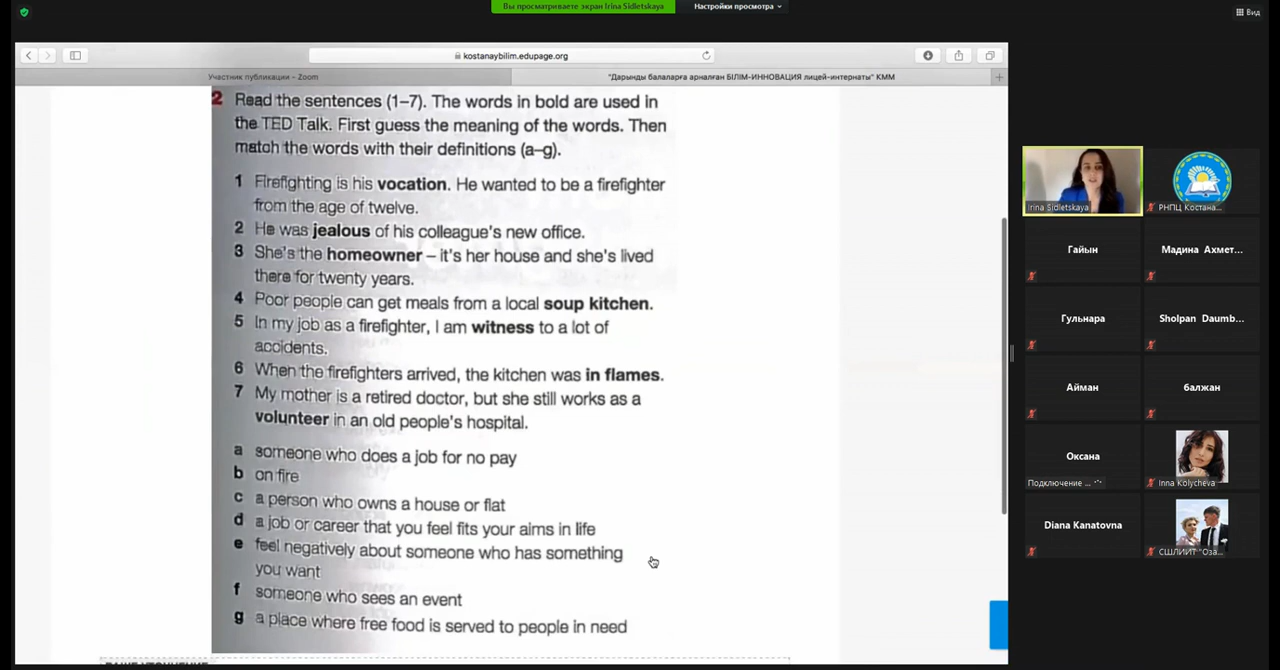 Вы просматриваете экран Irina Sidletskaya
Настройки просмотра
Вид
kostanaybilim.edupage.org
Участник публикации – Zoom
"Дарынды балаларға арналған БІЛІМ-ИННОВАЦИЯ лицей-интернаты" КММ
2 Read the sentences (1–7). The words in bold are used in
the TED Talk. First guess the meaning of the words. Then
match the words with their definitions (a–g).
1 Firefighting is his vocation. He wanted to be a firefighter
from the age of twelve.
2 He was jealous of his colleague's new office.
3 She's the homeowner – it's her house and she's lived
there for twenty years.
4 Poor people can get meals from a local soup kitchen.
5 In my job as a firefighter, I am witness to a lot of
accidents.
6 When the firefighters arrived, the kitchen was in flames.
7 My mother is a retired doctor, but she still works as a
volunteer in an old people's hospital.
a someone who does a job for no pay
b on fire
c a person who owns a house or flat
d a job or career that you feel fits your aims in life
e feel negatively about someone who has something
you want
f someone who sees an event
g a place where free food is served to people in need
Irina Sidletskaya
РНПЦ Костана...
Гайын
Мадина Ахмет...
Гульнара
Sholpan Daumb...
Айман
балжан
Оксана
Подключение ...
Inna Kolycheva
Diana Kanatovna
СШЛИИТ "Оза...